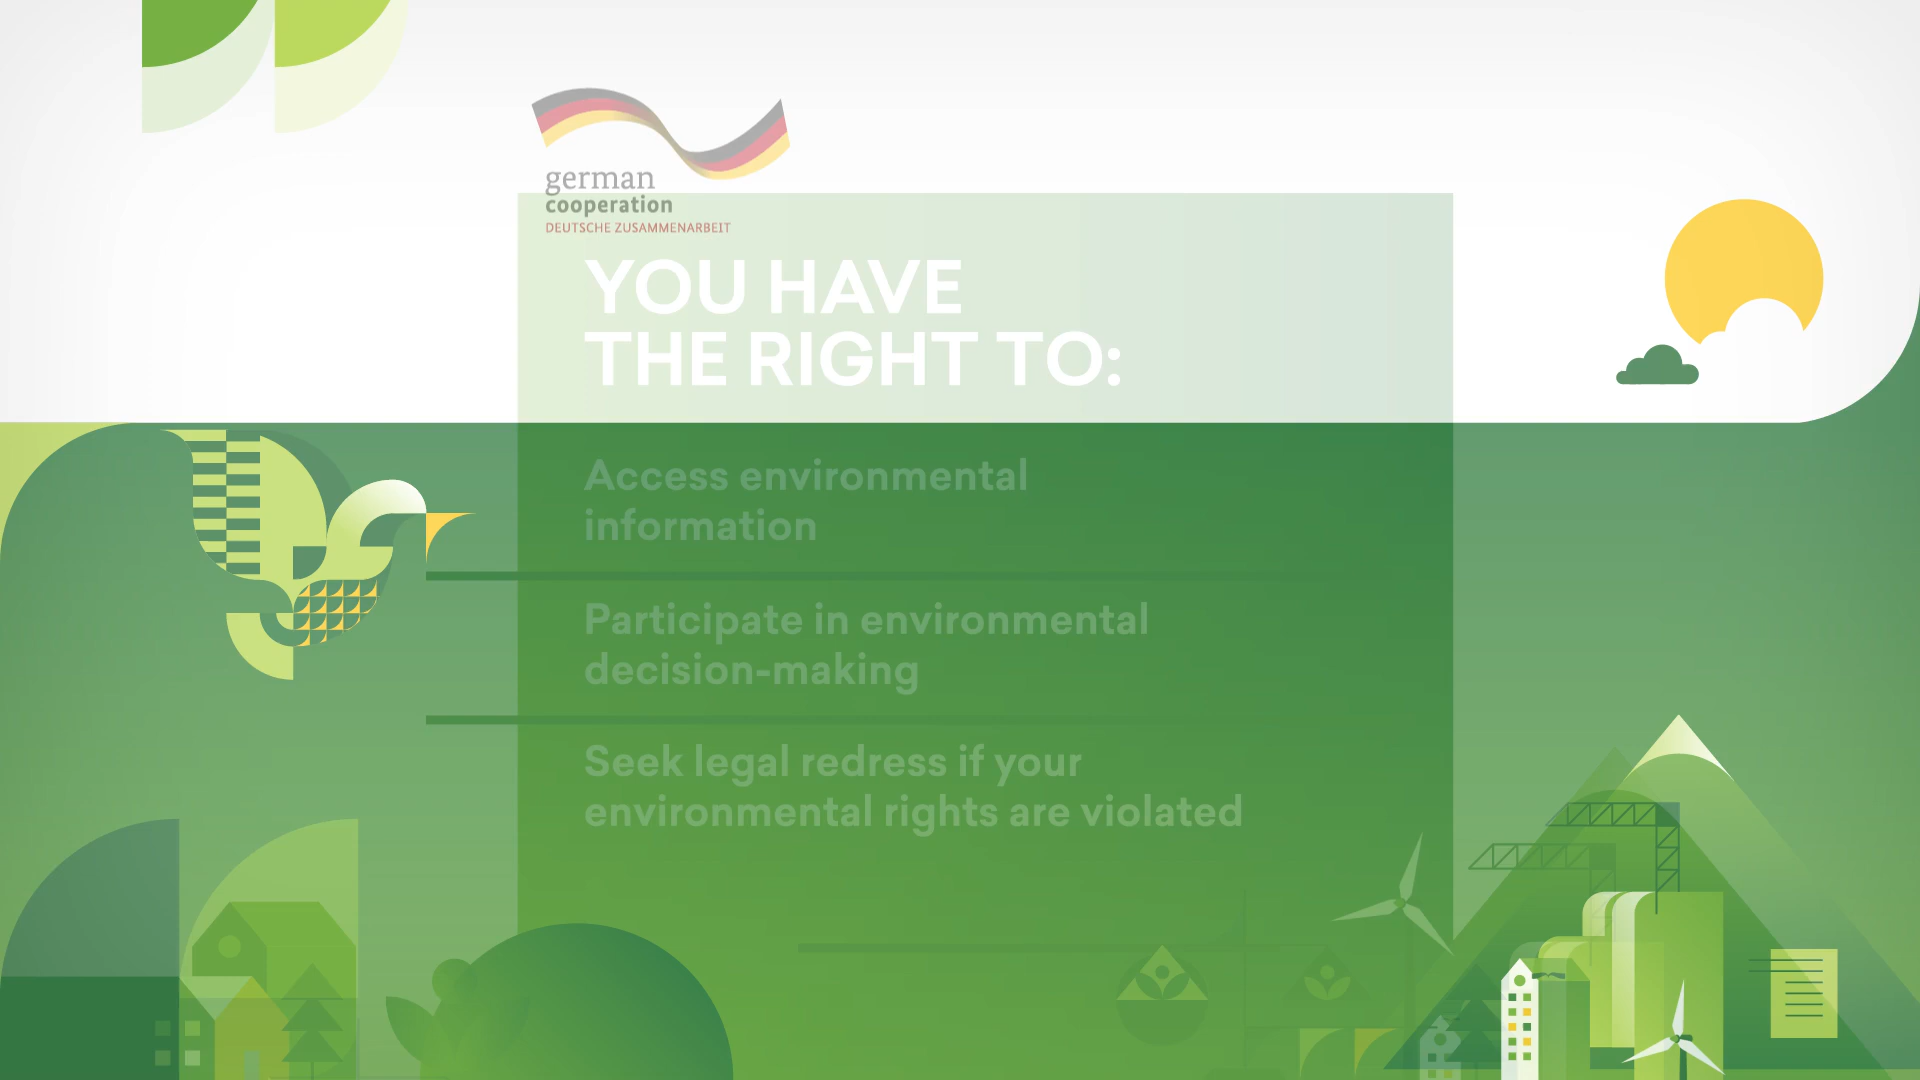 german
cooperation
DEUTSCHE ZUSAMMENARBEIT
YOU HAVE
THE RIGHT TO:
Access environmental
information
Participate in environmental
decision-making
Seek legal redress if your
environmental rights are violated